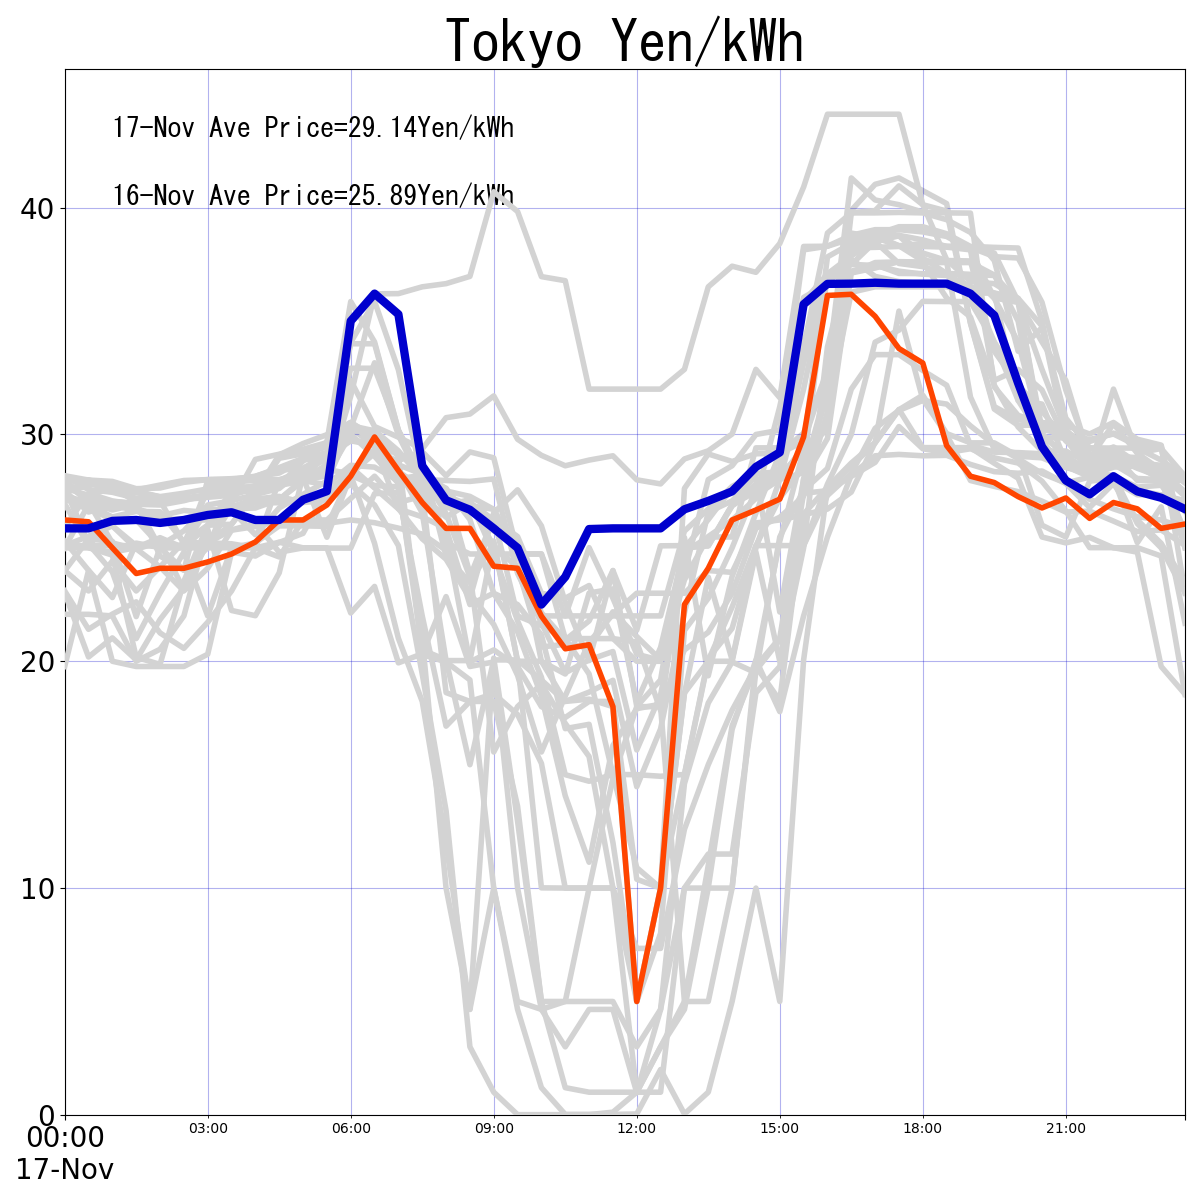 Tokyo Yen/kWh
17-Nov Ave Price=29.14Yen/kWh
16-Nov Ave Price=25.89Yen/kWh
40
30
20
10
0
00:00 03:00 06:00 09:00 12:00 15:00 18:00 21:00
17-Nov